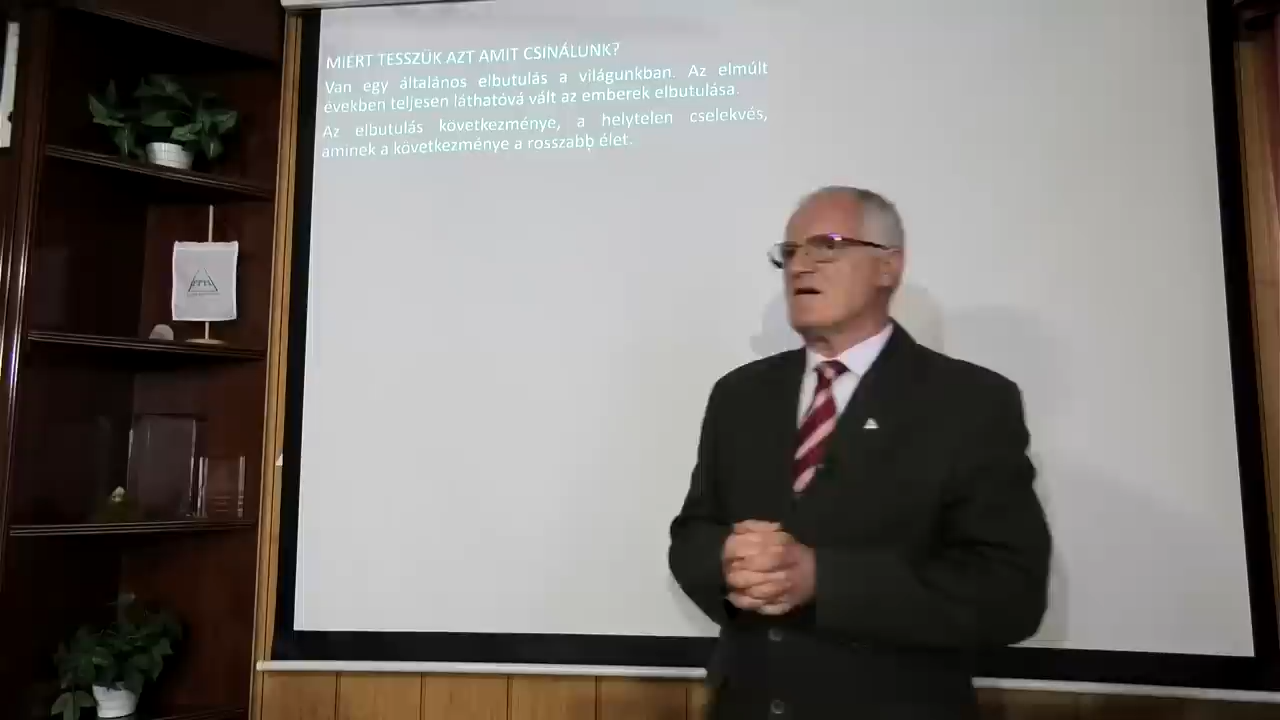 MIÉRT TESSZÜK AZT AMIT CSINÁLUNK?
Van egy általános elbutulás a világunkban. Az elmúlt
években teljesen láthatóvá vált az emberek elbutulása.
Az elbutulás következménye, a helytelen cselekvés,
aminek a következménye a rosszabb élet.